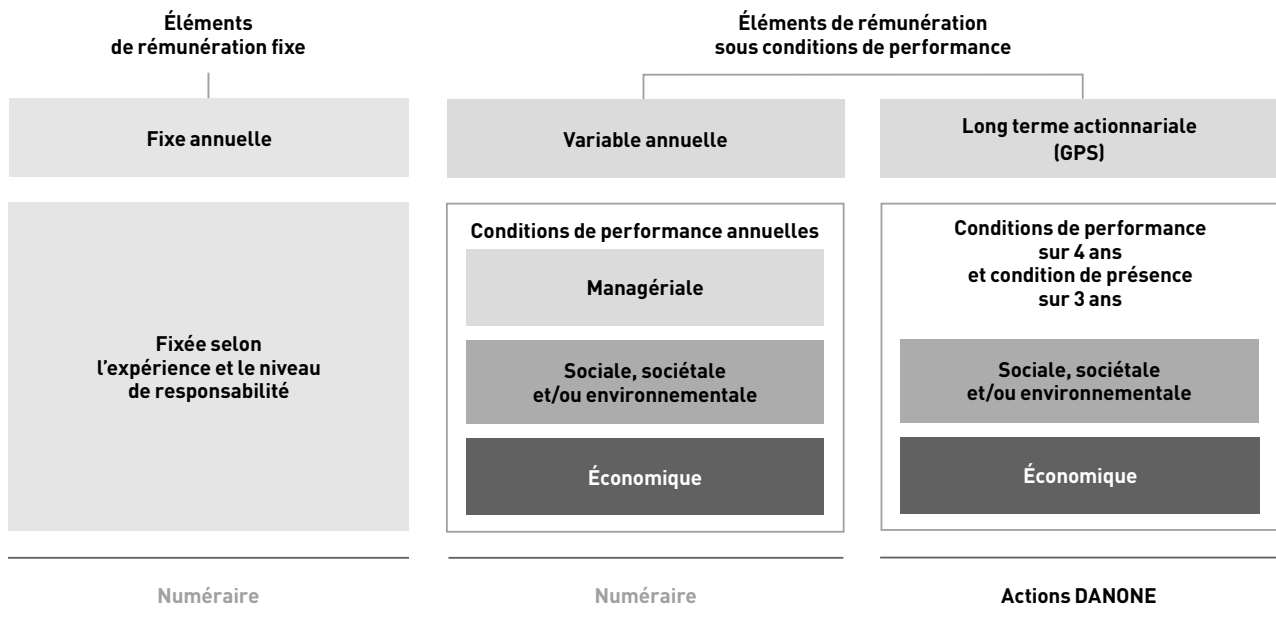 Éléments
de rémunération fixe
Éléments de rémunération
sous conditions de performance
Fixe annuelle
Variable annuelle
Long terme actionnariale
(GPS)
Fixée selon
l'expérience et le niveau
de responsabilité
Conditions de performance annuelles
Managériale
Sociale, sociétale
et/ou environnementale
Économique
Conditions de performance
sur 4 ans
et condition de présence
sur 3 ans
Sociale, sociétale
et/ou environnementale
Économique
Numéraire
Numéraire
Actions DANONE